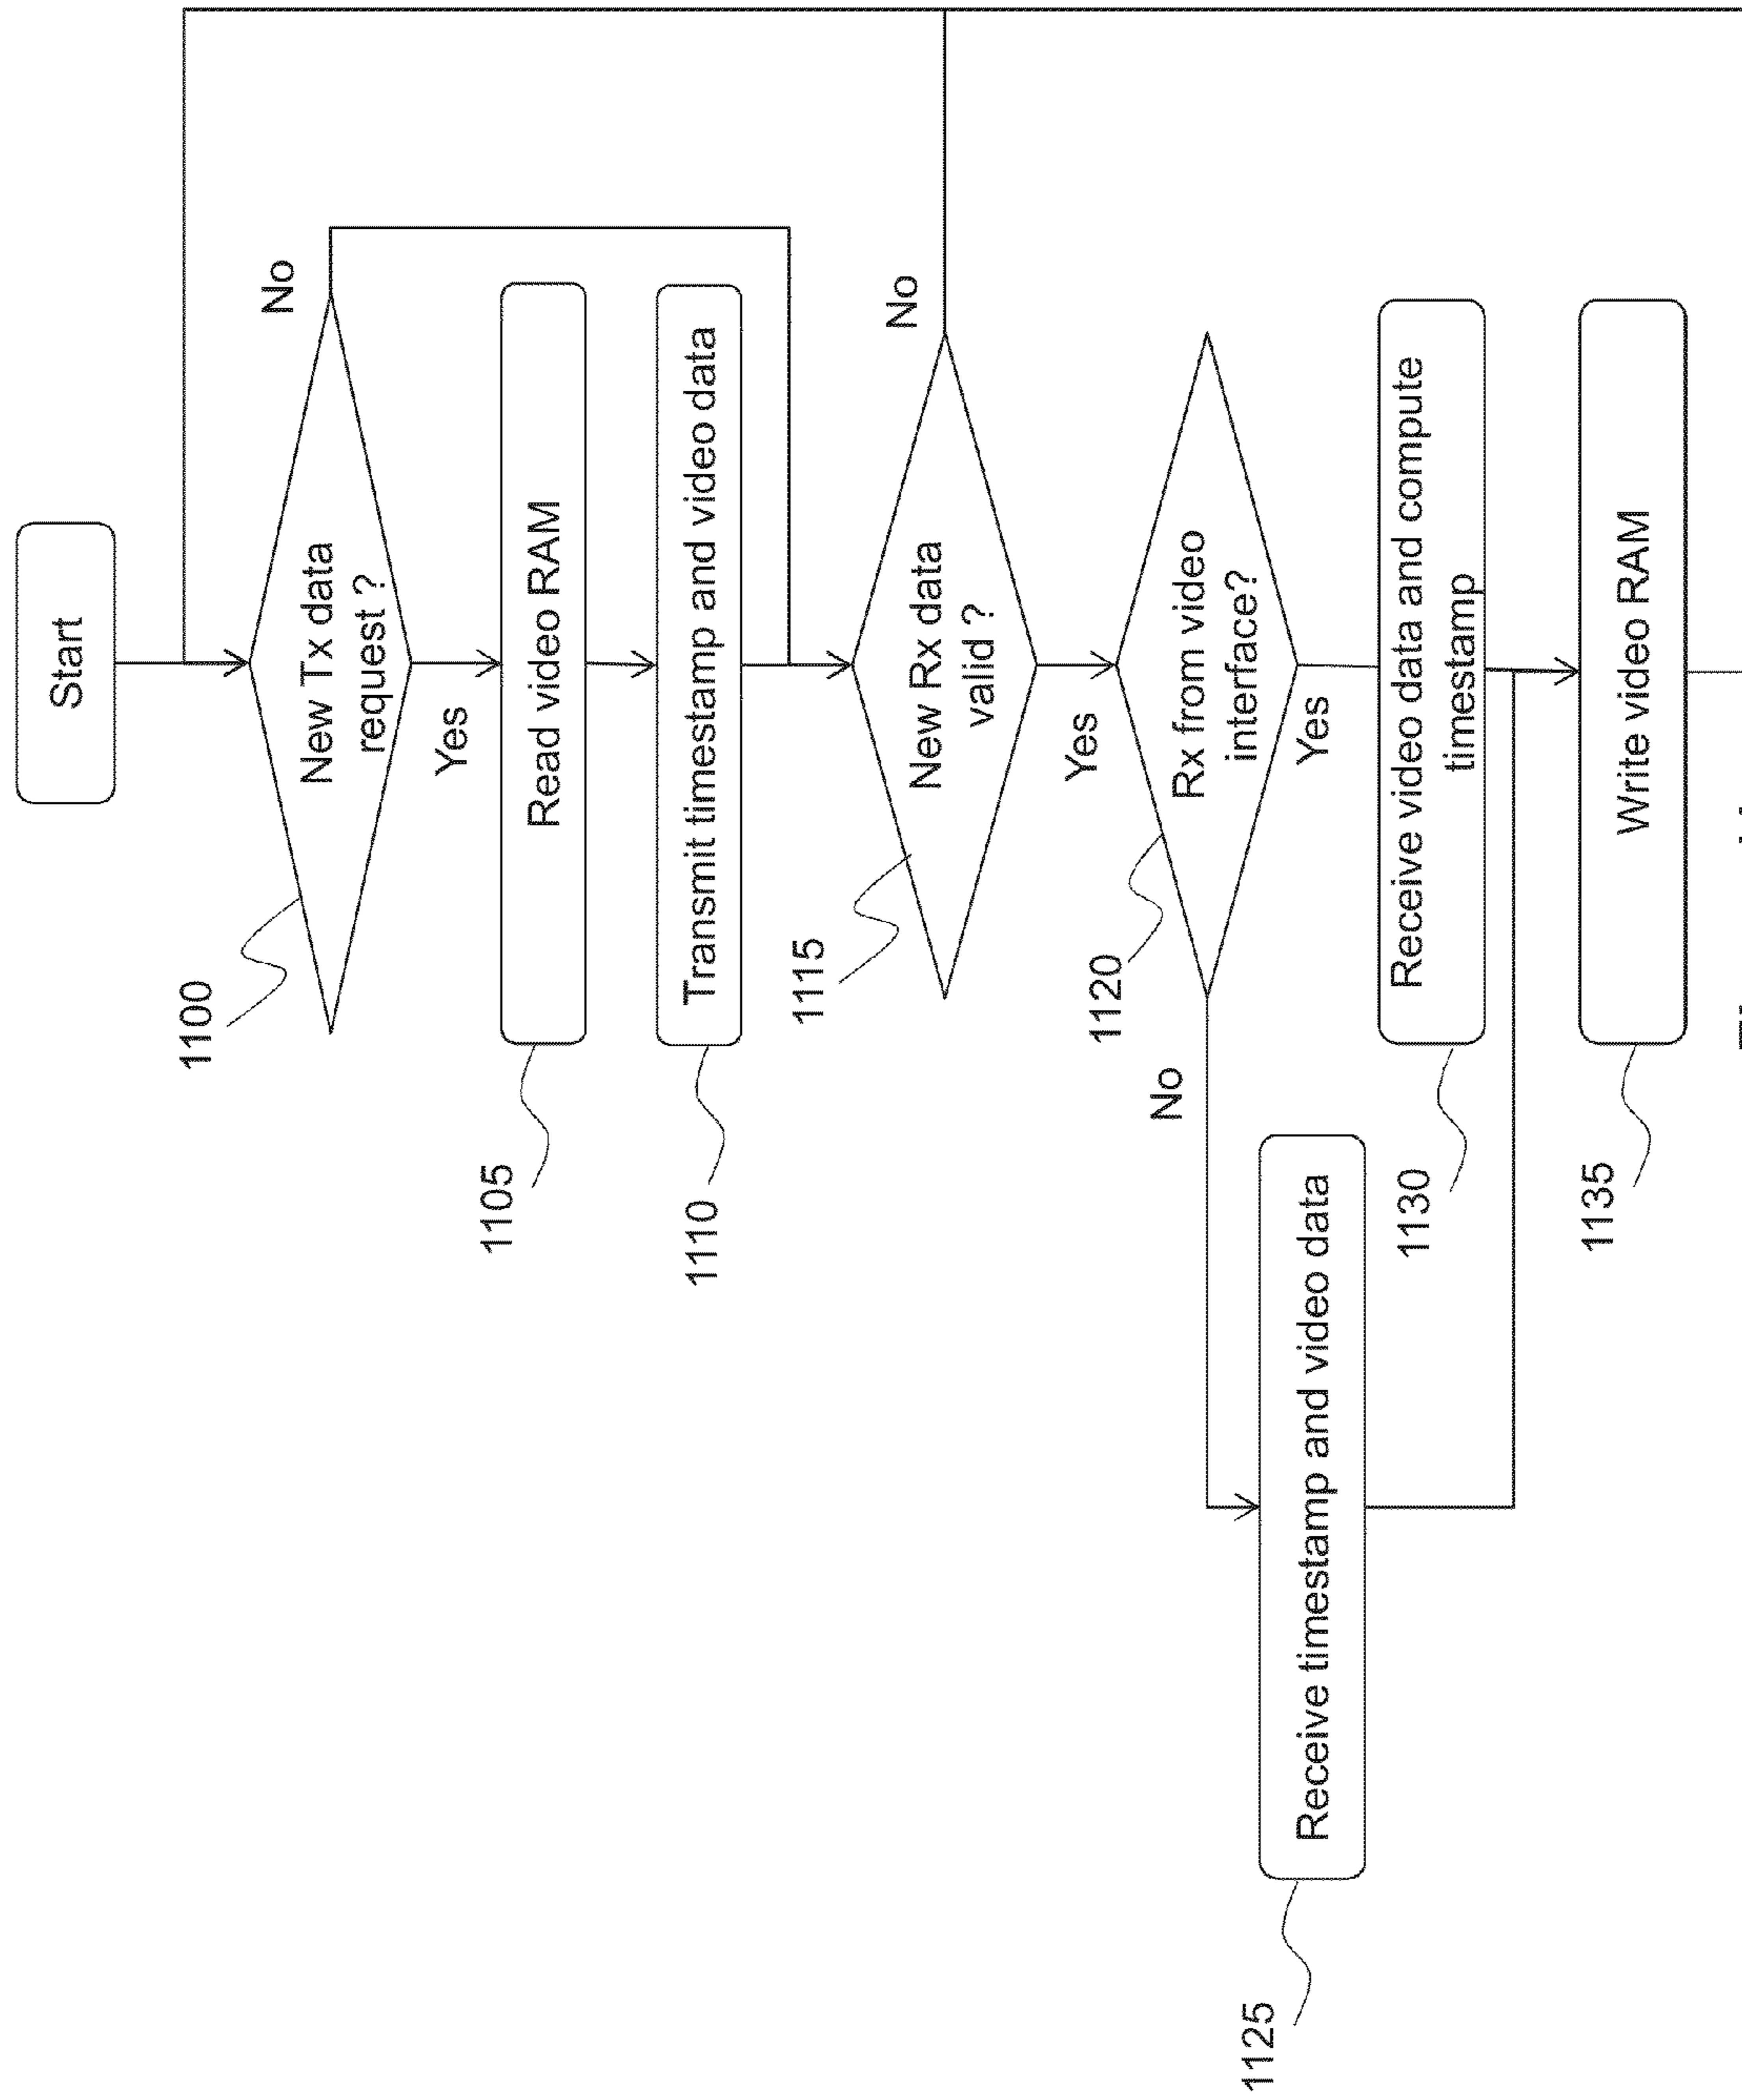 Start
1100
New Tx data
request ?
No
Yes
1105
Read video RAM
1110
Transmit timestamp and video data
1115
New Rx data
valid ?
No
Yes
1120
Rx from video
interface?
No
Yes
1125
Receive timestamp and video data
1130
Receive video data and compute
timestamp
1135
Write video RAM